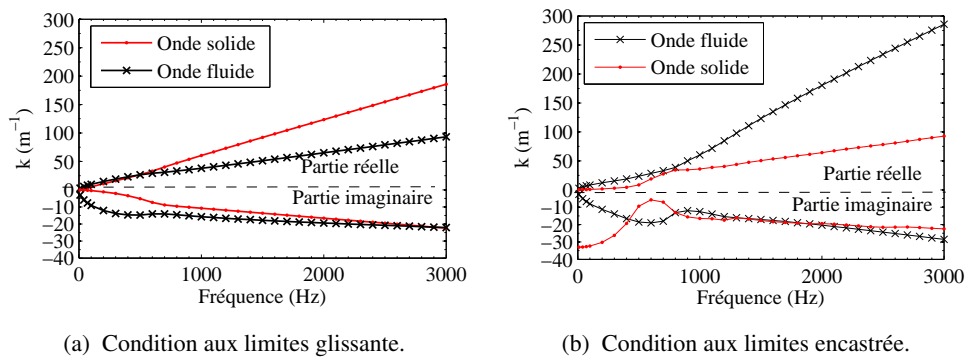 300
250
200
150
100
50
0
−10
−20
−30
−40
k (m⁻¹)
Onde solide
Onde fluide
Partie réelle
Partie imaginaire
0 1000 2000 3000
Fréquence (Hz)
(a) Condition aux limites glissante.
300
250
200
150
100
50
0
−10
−20
−30
−40
k (m⁻¹)
Onde fluide
Onde solide
Partie réelle
Partie imaginaire
0 1000 2000 3000
Fréquence (Hz)
(b) Condition aux limites encastrée.